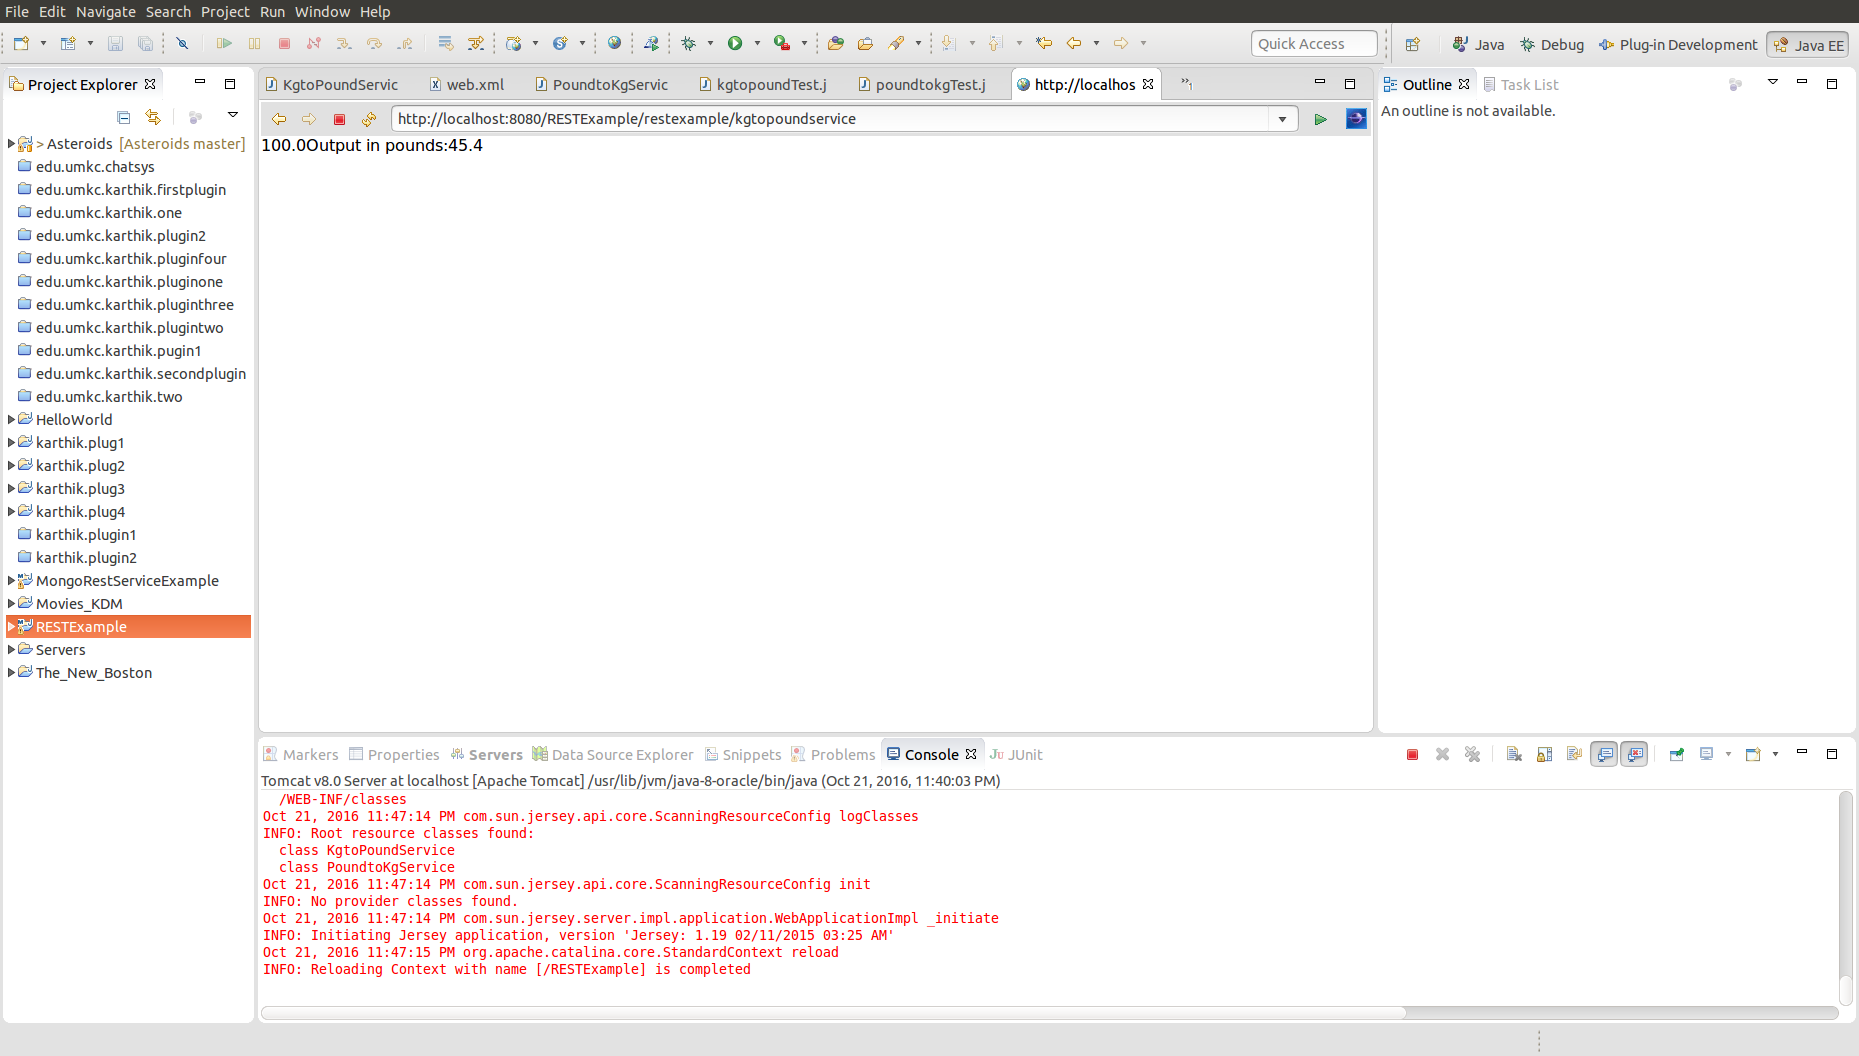 File Edit Navigate Search Project Run Window Help
Quick Access
Java
Debug
Plug-in Development
Java EE
Project Explorer
> Asteroids [Asteroids master]
edu.umkc.chatsys
edu.umkc.karthik.firstplugin
edu.umkc.karthik.one
edu.umkc.karthik.plugin2
edu.umkc.karthik.pluginfour
edu.umkc.karthik.pluginone
edu.umkc.karthik.pluginthree
edu.umkc.karthik.plugintwo
edu.umkc.karthik.pugin1
edu.umkc.karthik.secondplugin
edu.umkc.karthik.two
HelloWorld
karthik.plug1
karthik.plug2
karthik.plug3
karthik.plug4
karthik.plugin1
karthik.plugin2
MongoRestServiceExample
Movies_KDM
RESTExample
Servers
The_New_Boston
KgtoPoundServic web.xml PoundtoKgServic kgtopoundTest.j poundtokgTest.j http://localhos 1
http://localhost:8080/RESTExample/restexample/kgtopoundservice
100.0Output in pounds:45.4
Outline Task List
An outline is not available.
Markers Properties Servers Data Source Explorer Snippets Problems Console JUnit
Tomcat v8.0 Server at localhost [Apache Tomcat] /usr/lib/jvm/java-8-oracle/bin/java (Oct 21, 2016, 11:40:03 PM)
/WEB-INF/classes
Oct 21, 2016 11:47:14 PM com.sun.jersey.api.core.ScanningResourceConfig logClasses
INFO: Root resource classes found:
class KgtoPoundService
class PoundtoKgService
Oct 21, 2016 11:47:14 PM com.sun.jersey.api.core.ScanningResourceConfig init
INFO: No provider classes found.
Oct 21, 2016 11:47:14 PM com.sun.jersey.server.impl.application.WebApplicationImpl _initiate
INFO: Initiating Jersey application, version 'Jersey: 1.19 02/11/2015 03:25 AM'
Oct 21, 2016 11:47:15 PM org.apache.catalina.core.StandardContext reload
INFO: Reloading Context with name [/RESTExample] is completed